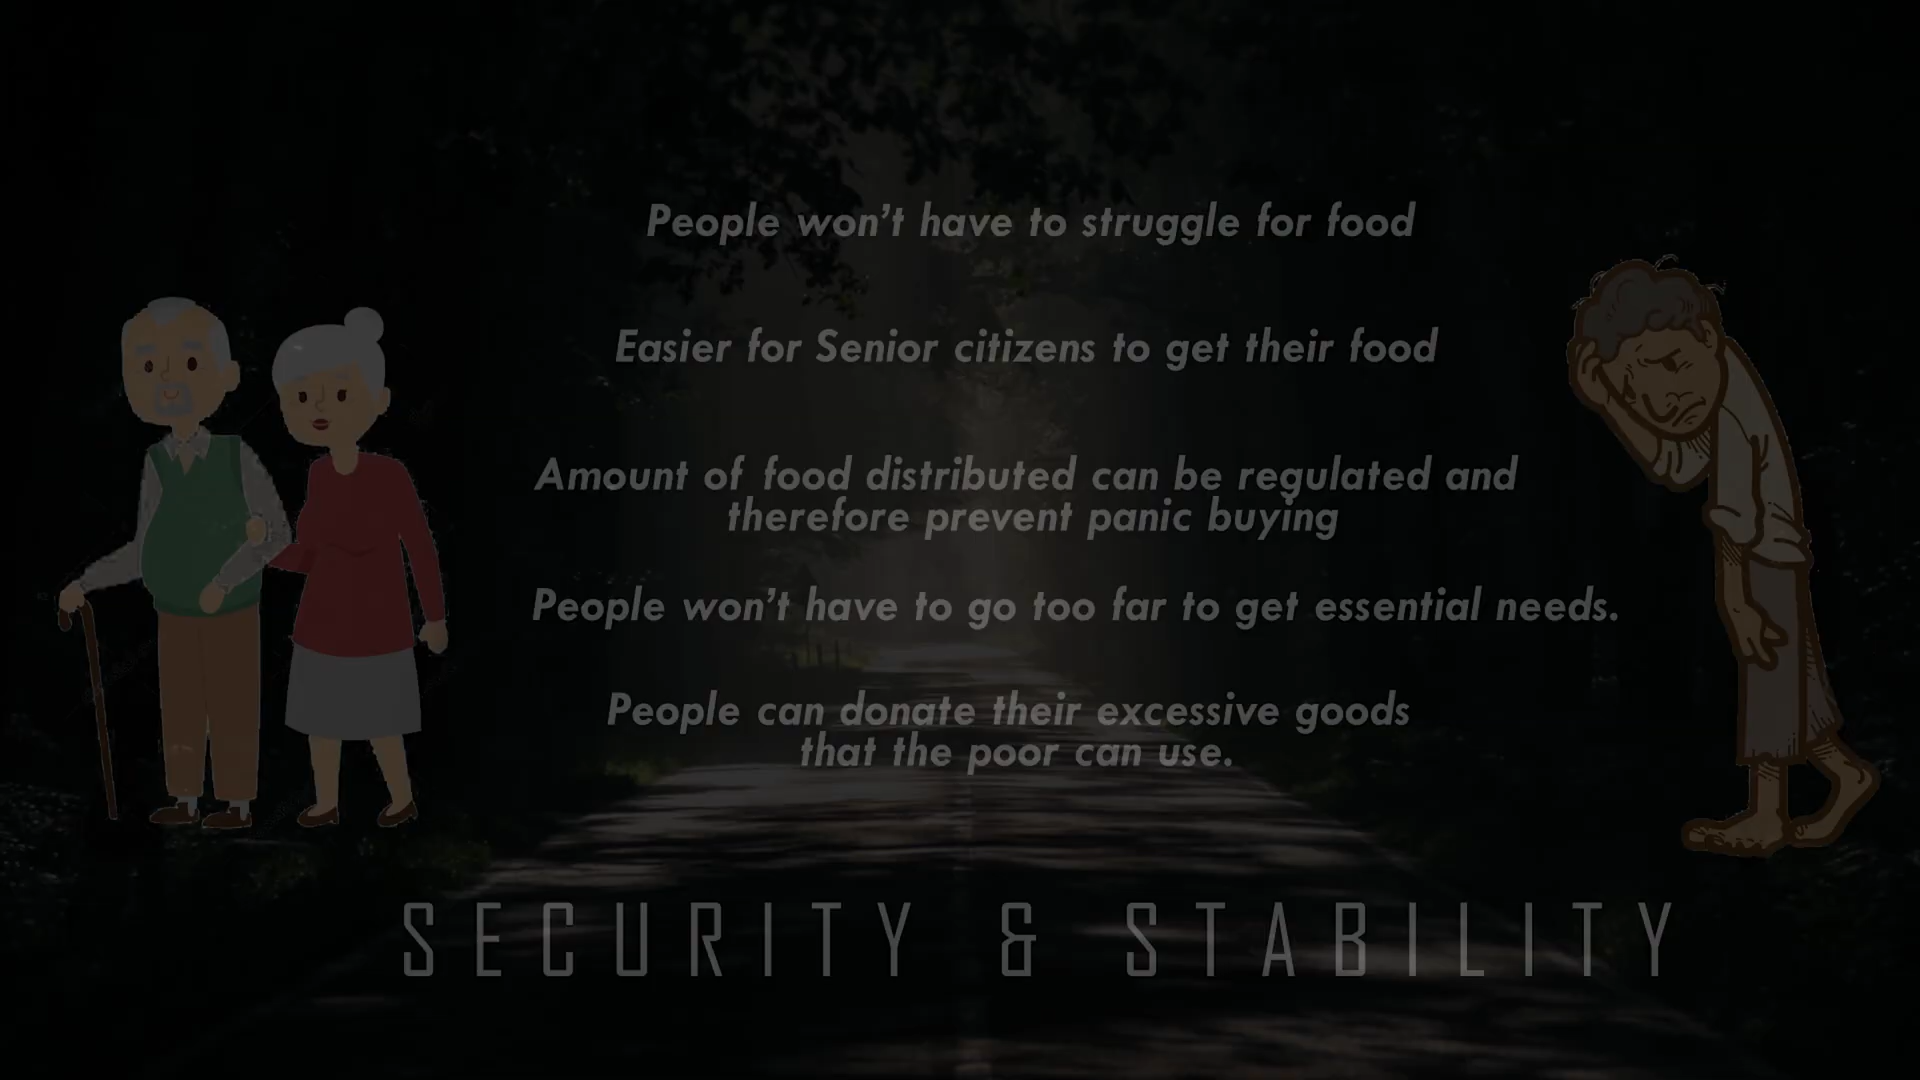 People won’t have to struggle for food
Easier for Senior citizens to get their food
Amount of food distributed can be regulated and
therefore prevent panic buying
People won’t have to go too far to get essential needs.
People can donate their excessive goods
that the poor can use.
SECURITY & STABILITY